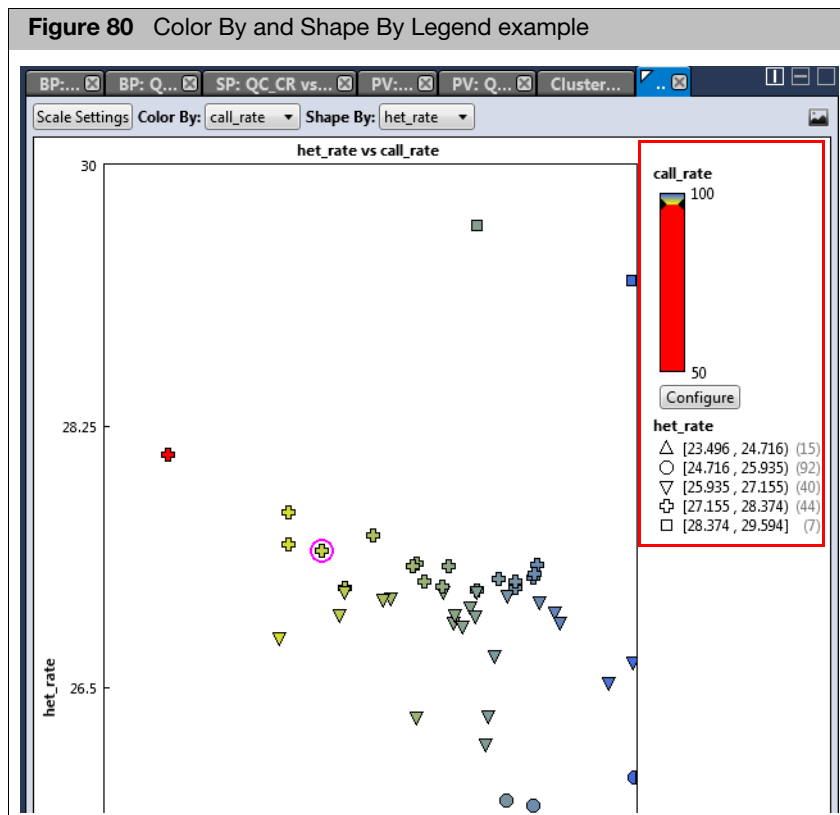 Figure 80 Color By and Shape By Legend example
BP:... BP: Q... SP: QC_CR vs... PV:... PV: Q... Cluster... ..
Scale Settings Color By: call_rate Shape By: het_rate
het_rate vs call_rate
30
28.25
26.5
het_rate
call_rate
100
50
Configure
het_rate
[23.496 , 24.716) (15)
[24.716 , 25.935) (92)
[25.935 , 27.155) (40)
[27.155 , 28.374) (44)
[28.374 , 29.594] (7)